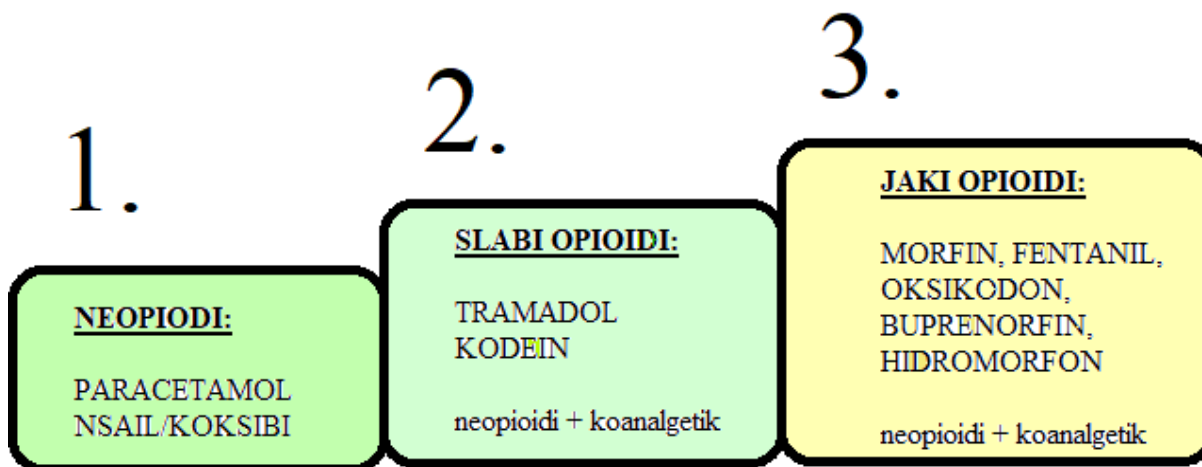 1.
NEOPIODI:
PARACETAMOL
NSAIL/KOKSIBI
2.
SLABI OPIOIDI:
TRAMADOL
KODEIN
neopioidi + koanalgetik
3.
JAKI OPIOIDI:
MORFIN, FENTANIL,
OKSIKODON,
BUPRENORFIN,
HIDROMORFON
neopioidi + koanalgetik